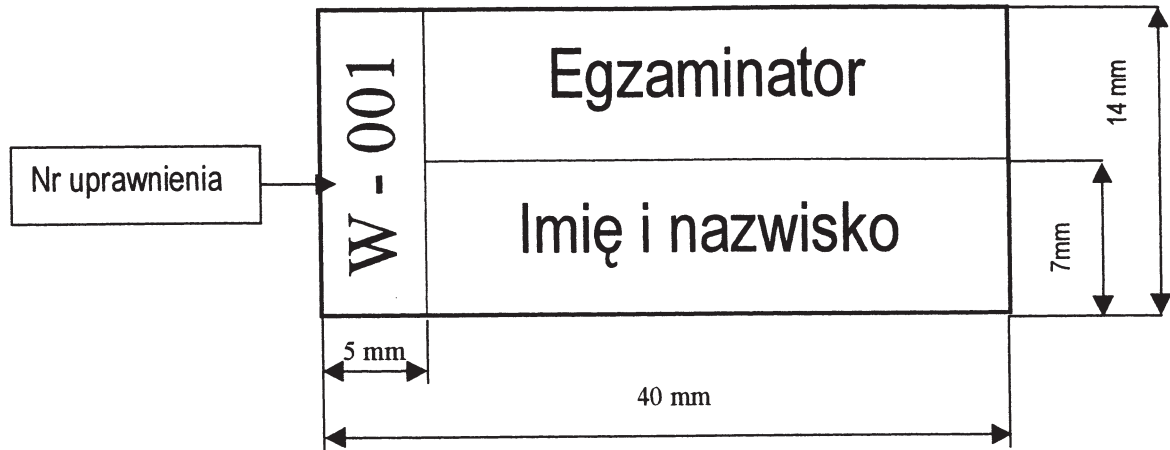 Egzaminator
W - 001
14 mm
Nr uprawnienia
Imię i nazwisko
7mm
5 mm
40 mm